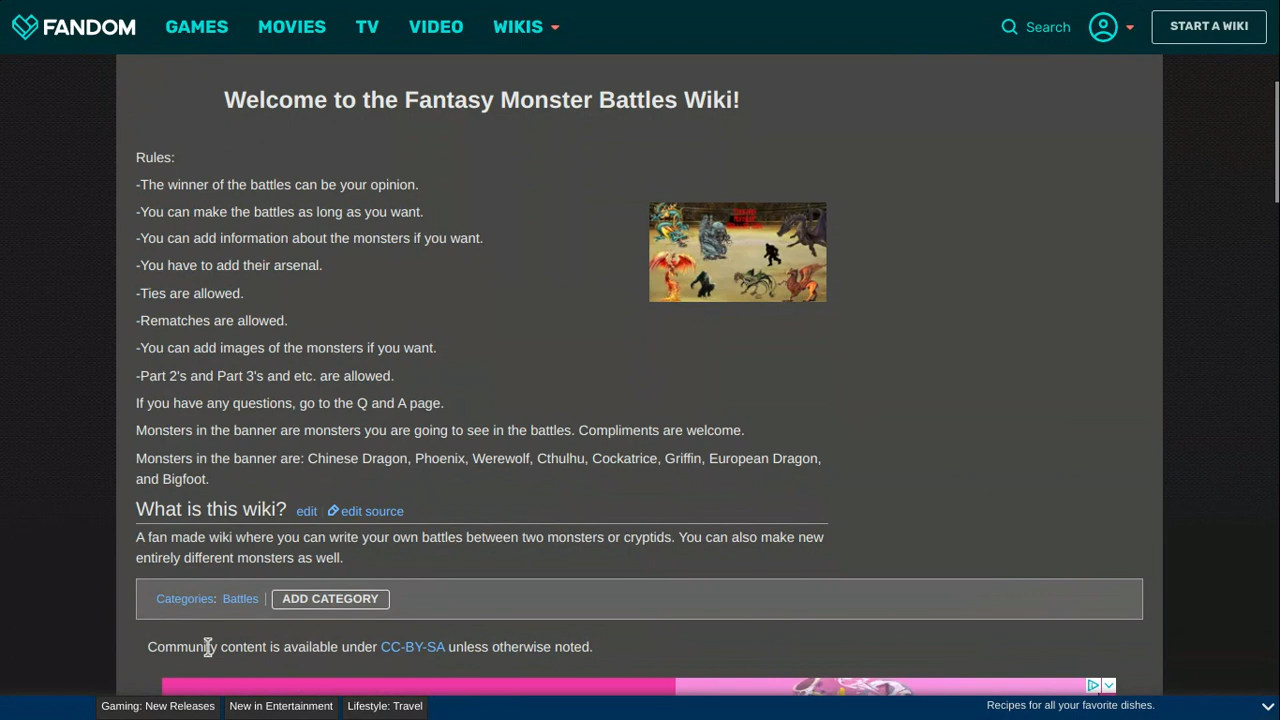 FANDOM GAMES MOVIES TV VIDEO WIKIS Search START A WIKI
Welcome to the Fantasy Monster Battles Wiki!
Rules:
-The winner of the battles can be your opinion.
-You can make the battles as long as you want.
-You can add information about the monsters if you want.
-You have to add their arsenal.
-Ties are allowed.
-Rematches are allowed.
-You can add images of the monsters if you want.
-Part 2's and Part 3's and etc. are allowed.
If you have any questions, go to the Q and A page.
Monsters in the banner are monsters you are going to see in the battles. Compliments are welcome.
Monsters in the banner are: Chinese Dragon, Phoenix, Werewolf, Cthulhu, Cockatrice, Griffin, European Dragon,
and Bigfoot.
What is this wiki? edit | edit source
A fan made wiki where you can write your own battles between two monsters or cryptids. You can also make new
entirely different monsters as well.
Categories: Battles | ADD CATEGORY
Community content is available under CC-BY-SA unless otherwise noted.
Gaming: New Releases New in Entertainment Lifestyle: Travel Recipes for all your favorite dishes.